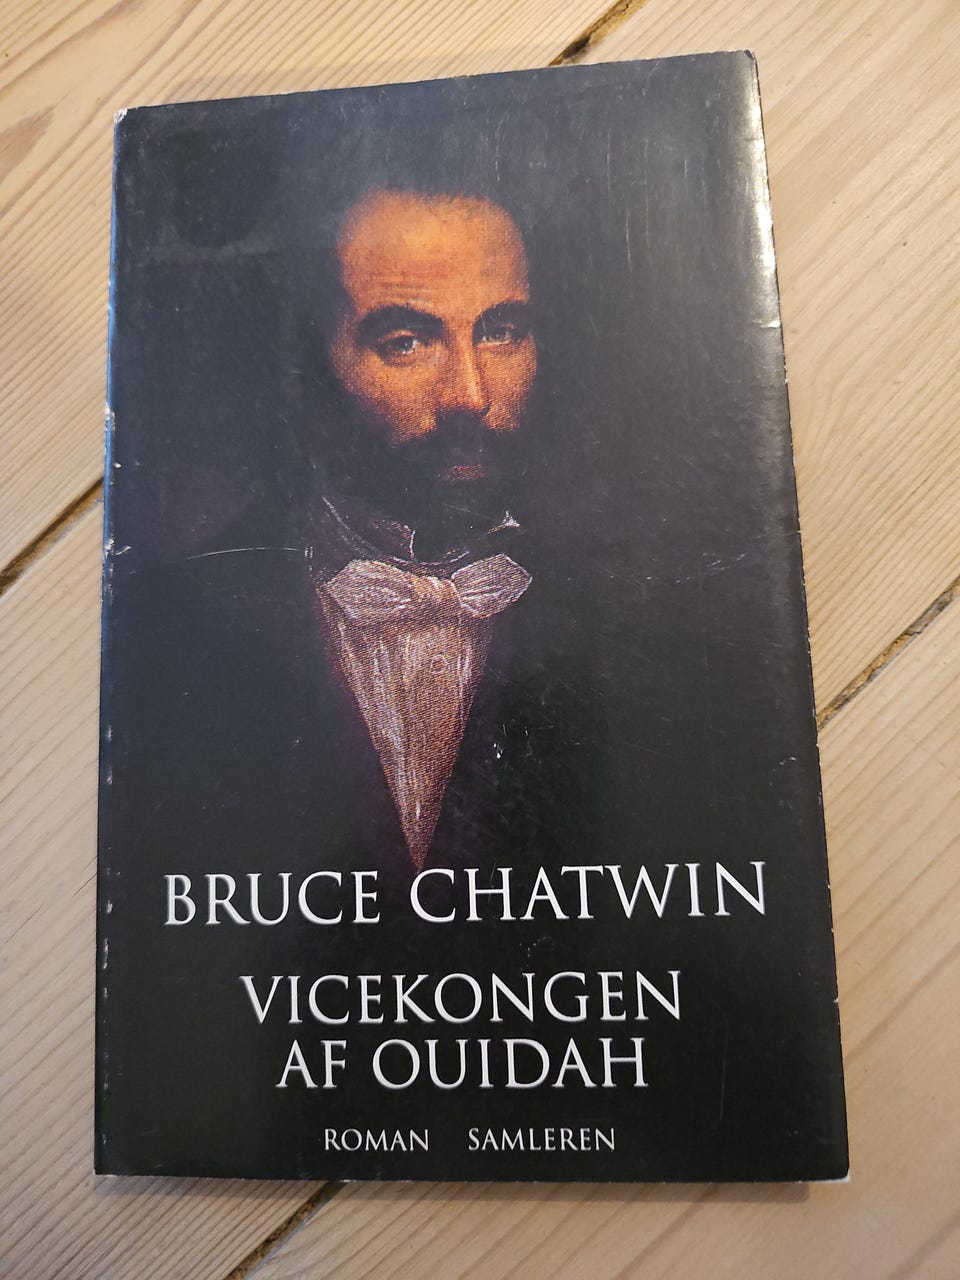 BRUCE CHATWIN
VICEKONGEN
AF OUIDAH
ROMAN SAMLEREN